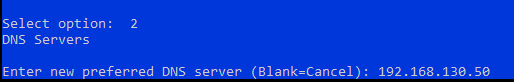 Select option:  2
DNS Servers
Enter new preferred DNS server (Blank=Cancel): 192.168.130.50